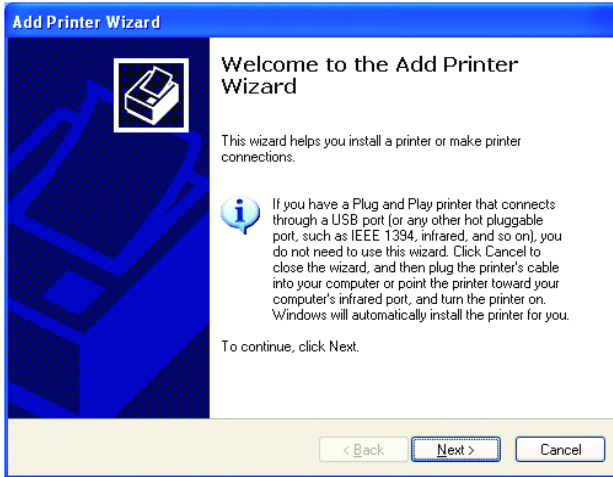 Add Printer Wizard
Welcome to the Add Printer
Wizard
This wizard helps you install a printer or make printer
connections.
If you have a Plug and Play printer that connects
through a USB port (or any other hot pluggable
port, such as IEEE 1394, infrared, and so on), you
do not need to use this wizard. Click Cancel to
close the wizard, and then plug the printer's cable
into your computer or point the printer toward your
computer's infrared port, and turn the printer on.
Windows will automatically install the printer for you.
To continue, click Next.
< Back Next > Cancel